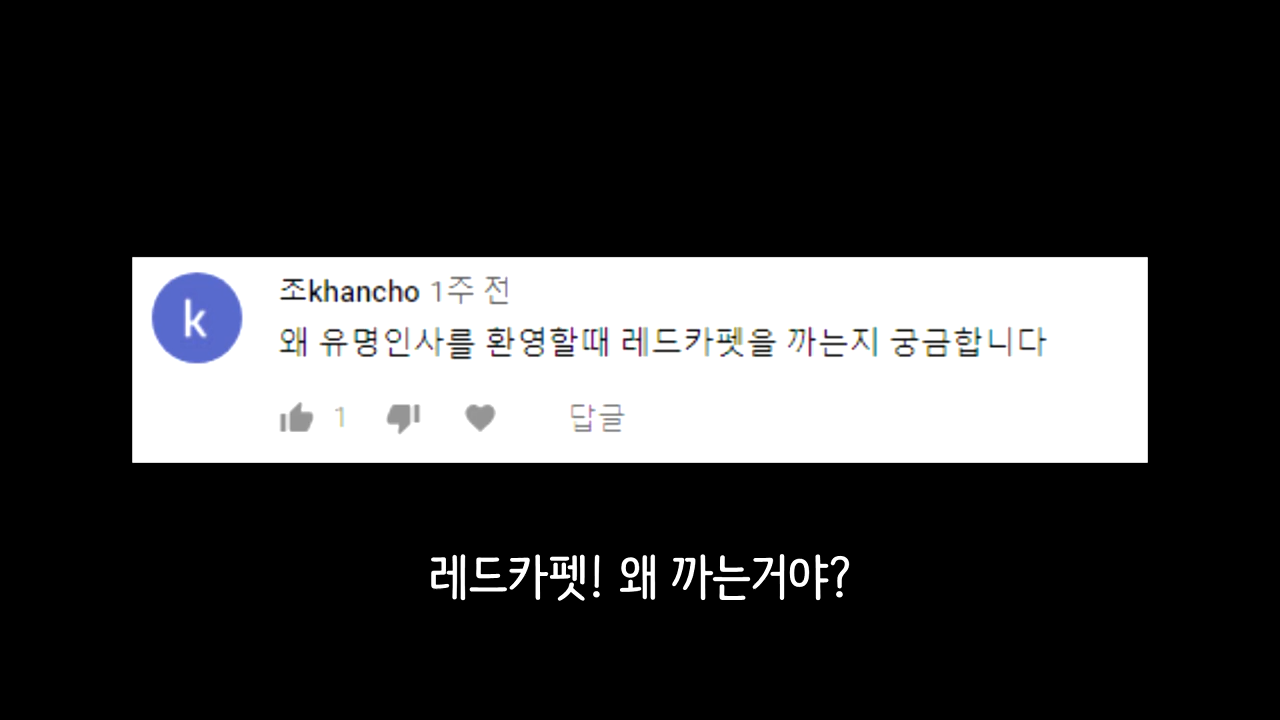 k
조khancho 1주 전
왜 유명인사를 환영할때 레드카펫을 까는지 궁금합니다
1 답글
레드카펫! 왜 까는거야?